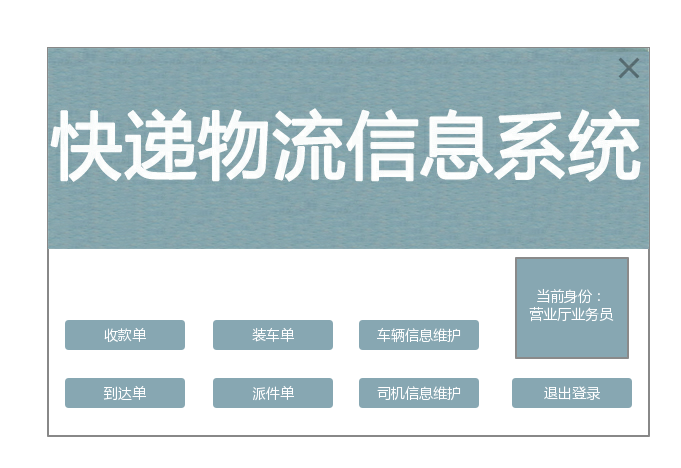 快递物流信息系统
当前身份：
营业厅业务员
收款单
装车单
车辆信息维护
到达单
派件单
司机信息维护
退出登录